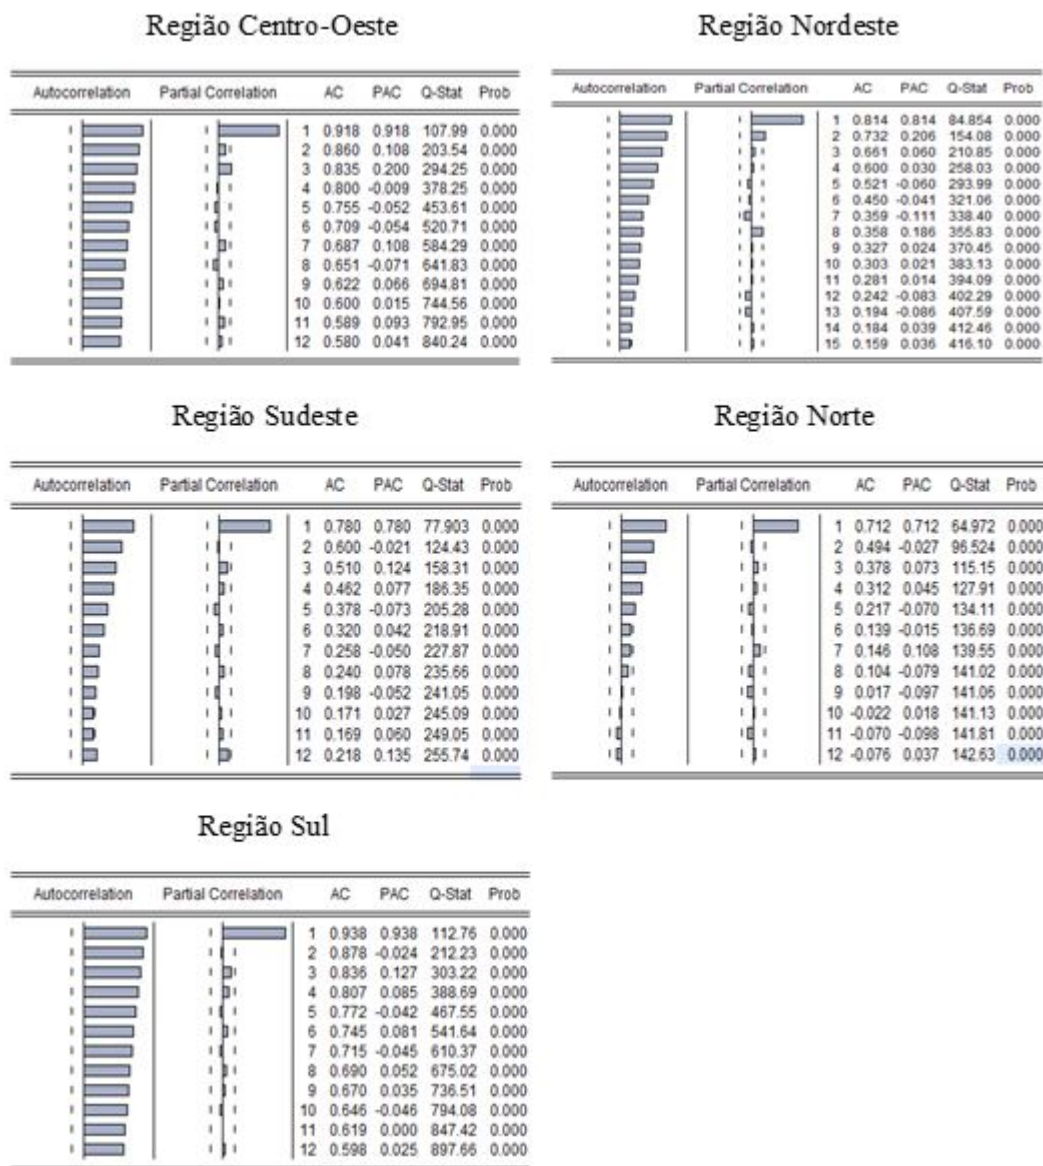 Região Centro-Oeste
Autocorrelation Partial Correlation AC PAC Q-Stat Prob
1 0.918 0.918 107.99 0.000
2 0.860 0.108 203.54 0.000
3 0.835 0.200 294.25 0.000
4 0.800 -0.009 378.25 0.000
5 0.755 -0.052 453.61 0.000
6 0.709 -0.054 520.71 0.000
7 0.687 0.108 584.29 0.000
8 0.651 -0.071 641.83 0.000
9 0.622 0.066 694.81 0.000
10 0.600 0.015 744.56 0.000
11 0.589 0.093 792.95 0.000
12 0.580 0.041 840.24 0.000
Região Nordeste
Autocorrelation Partial Correlation AC PAC Q-Stat Prob
1 0.814 0.814 84.854 0.000
2 0.732 0.206 154.08 0.000
3 0.661 0.060 210.85 0.000
4 0.600 0.030 258.03 0.000
5 0.521 -0.060 293.99 0.000
6 0.450 -0.041 321.06 0.000
7 0.359 -0.111 338.40 0.000
8 0.358 0.186 355.83 0.000
9 0.327 0.024 370.45 0.000
10 0.303 0.021 383.13 0.000
11 0.281 0.014 394.09 0.000
12 0.242 -0.083 402.29 0.000
13 0.194 -0.086 407.59 0.000
14 0.184 0.039 412.46 0.000
15 0.159 0.036 416.10 0.000
Região Sudeste
Autocorrelation Partial Correlation AC PAC Q-Stat Prob
1 0.780 0.780 77.903 0.000
2 0.600 -0.021 124.43 0.000
3 0.510 0.124 158.31 0.000
4 0.462 0.077 186.35 0.000
5 0.378 -0.073 205.28 0.000
6 0.320 0.042 218.91 0.000
7 0.258 -0.050 227.87 0.000
8 0.240 0.078 235.66 0.000
9 0.198 -0.052 241.05 0.000
10 0.171 0.027 245.09 0.000
11 0.169 0.060 249.05 0.000
12 0.218 0.135 255.74 0.000
Região Norte
Autocorrelation Partial Correlation AC PAC Q-Stat Prob
1 0.712 0.712 64.972 0.000
2 0.494 -0.027 96.524 0.000
3 0.378 0.073 115.15 0.000
4 0.312 0.045 127.91 0.000
5 0.217 -0.070 134.11 0.000
6 0.139 -0.015 136.69 0.000
7 0.146 0.108 139.55 0.000
8 0.104 -0.079 141.02 0.000
9 0.017 -0.097 141.06 0.000
10 -0.022 0.018 141.13 0.000
11 -0.070 -0.098 141.81 0.000
12 -0.076 0.037 142.63 0.000
Região Sul
Autocorrelation Partial Correlation AC PAC Q-Stat Prob
1 0.938 0.938 112.76 0.000
2 0.878 -0.024 212.23 0.000
3 0.836 0.127 303.22 0.000
4 0.807 0.085 388.69 0.000
5 0.772 -0.042 467.55 0.000
6 0.745 0.081 541.64 0.000
7 0.715 -0.045 610.37 0.000
8 0.690 0.052 675.02 0.000
9 0.670 0.035 736.51 0.000
10 0.646 -0.046 794.08 0.000
11 0.619 0.000 847.42 0.000
12 0.598 0.025 897.66 0.000